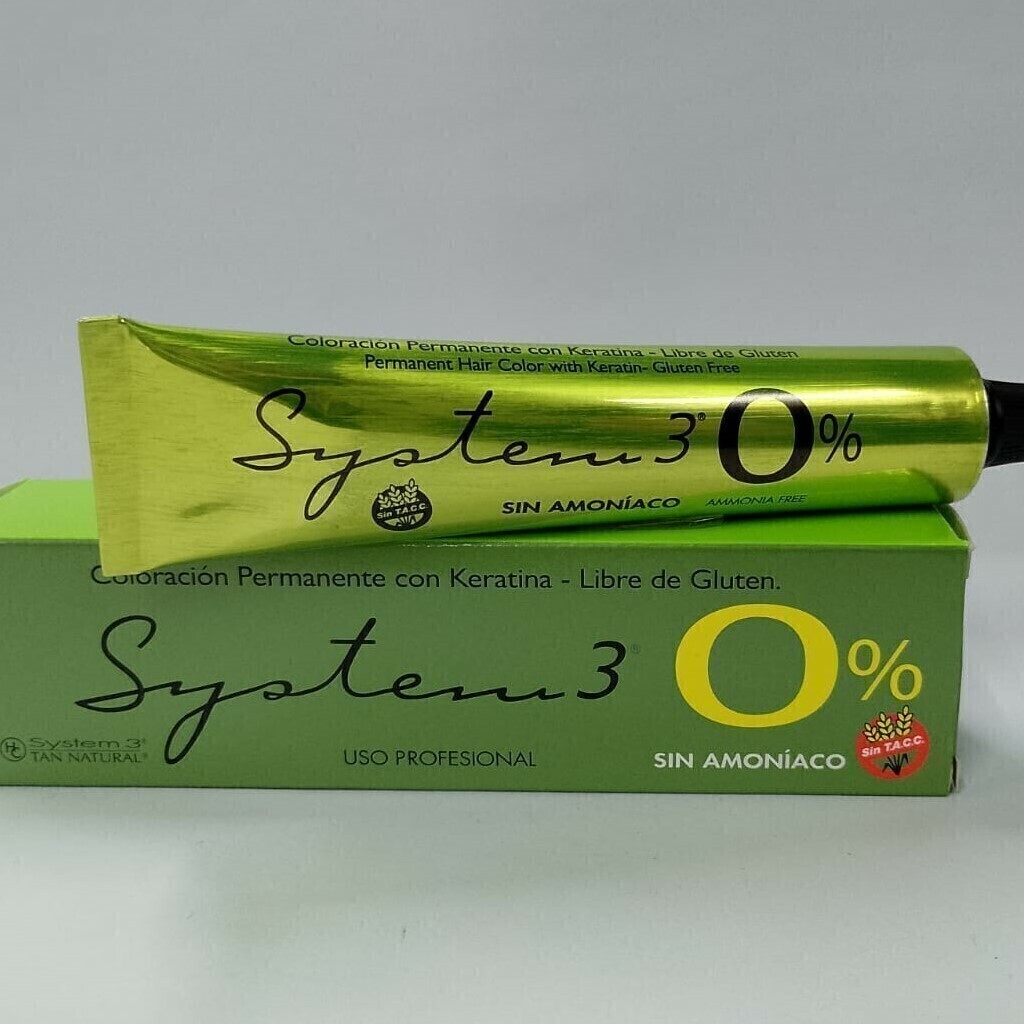 Coloración Permanente con Keratina - Libre de Gluten
Permanent Hair Color with Keratin- Gluten Free
System 3® 0%
Sin T.A.C.C.
SIN AMONÍACO AMMONIA FREE
Coloración Permanente con Keratina - Libre de Gluten.
System 3® 0%
HC System 3®
TAN NATURAL®
USO PROFESIONAL
SIN AMONÍACO
Sin T.A.C.C.